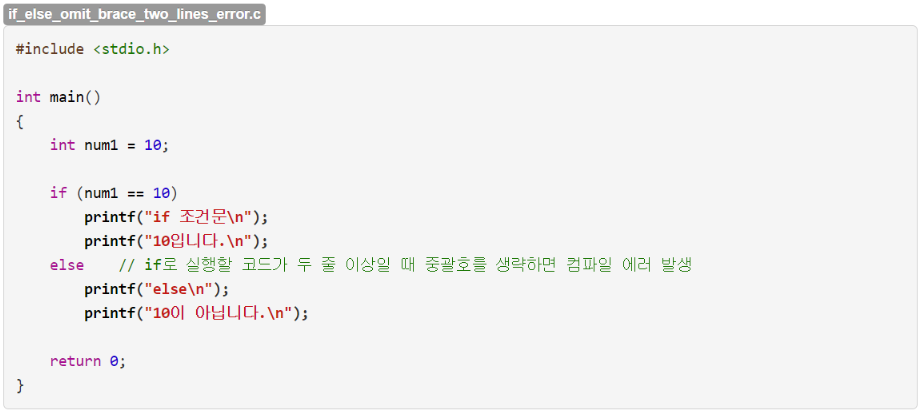 if_else_omit_brace_two_lines_error.c
#include <stdio.h>
int main()
{
    int num1 = 10;
    if (num1 == 10)
        printf("if 조건문\n");
        printf("10입니다.\n");
    else    // if로 실행할 코드가 두 줄 이상일 때 중괄호를 생략하면 컴파일 에러 발생
        printf("else\n");
        printf("10이 아닙니다.\n");
    return 0;
}